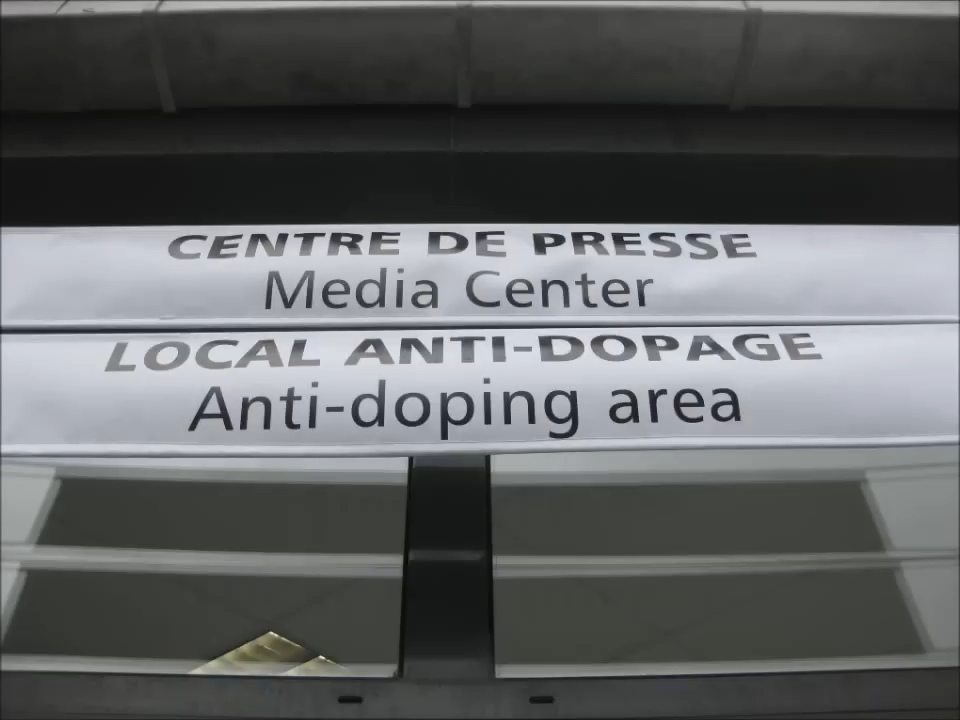 CENTRE DE PRESSE
Media Center
LOCAL ANTI-DOPAGE
Anti-doping area